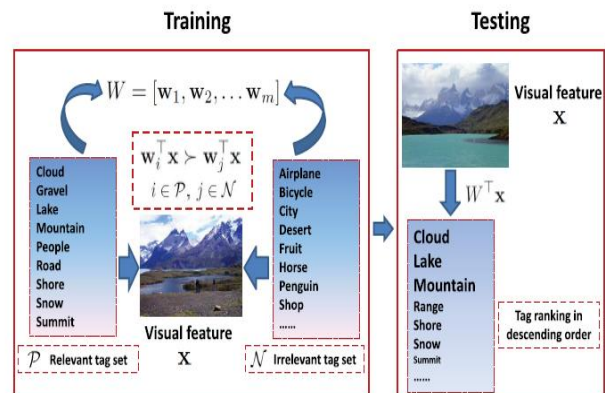 Training
W = [w₁, w₂, … wₘ]
wᵢ⊤x ≻ wⱼ⊤x
i ∈ P, j ∈ N
Cloud
Gravel
Lake
Mountain
People
Road
Shore
Snow
Summit
Airplane
Bicycle
City
Desert
Fruit
Horse
Penguin
Shop
......
Visual feature
x
P Relevant tag set
N Irrelevant tag set
Testing
Visual feature
x
W⊤x
Cloud
Lake
Mountain
Range
Shore
Snow
Summit
......
Tag ranking in
descending order